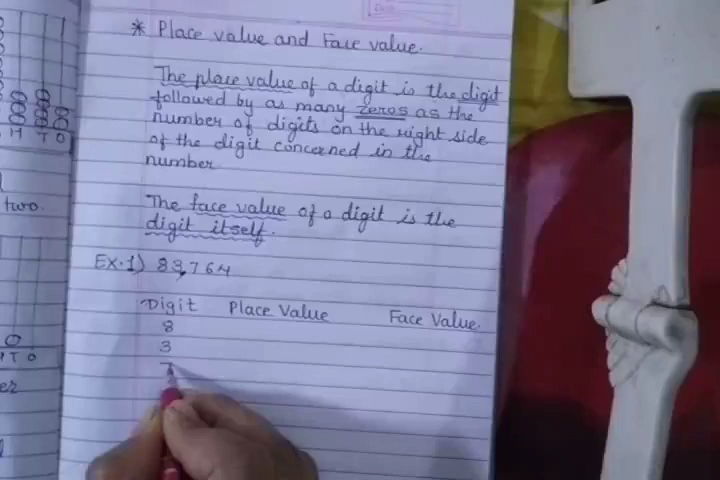 * Place value and Face value.
The place value of a digit is the digit
followed by as many zeros as the
number of digits on the right side
of the digit concerned in the
number
The face value of a digit is the
digit itself.
Ex.1) 83,764
Digit Place Value Face Value.
8
3
H T O
two.
O
H T O